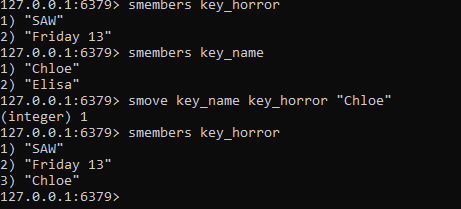 127.0.0.1:6379> smembers key_horror
1) "SAW"
2) "Friday 13"
127.0.0.1:6379> smembers key_name
1) "Chloe"
2) "Elisa"
127.0.0.1:6379> smove key_name key_horror "Chloe"
(integer) 1
127.0.0.1:6379> smembers key_horror
1) "SAW"
2) "Friday 13"
3) "Chloe"
127.0.0.1:6379>